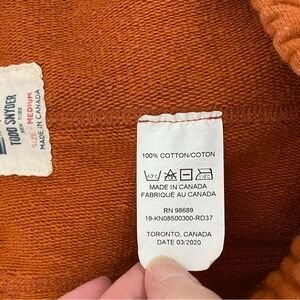 TODD SNYDER
NEW YORK
SIZE: MEDIUM
MADE IN CANADA
100% COTTON/COTON
MADE IN CANADA
FABRIQUÉ AU CANADA
RN 98689
19-KN08500300-RD37
TORONTO, CANADA
DATE 03/2020